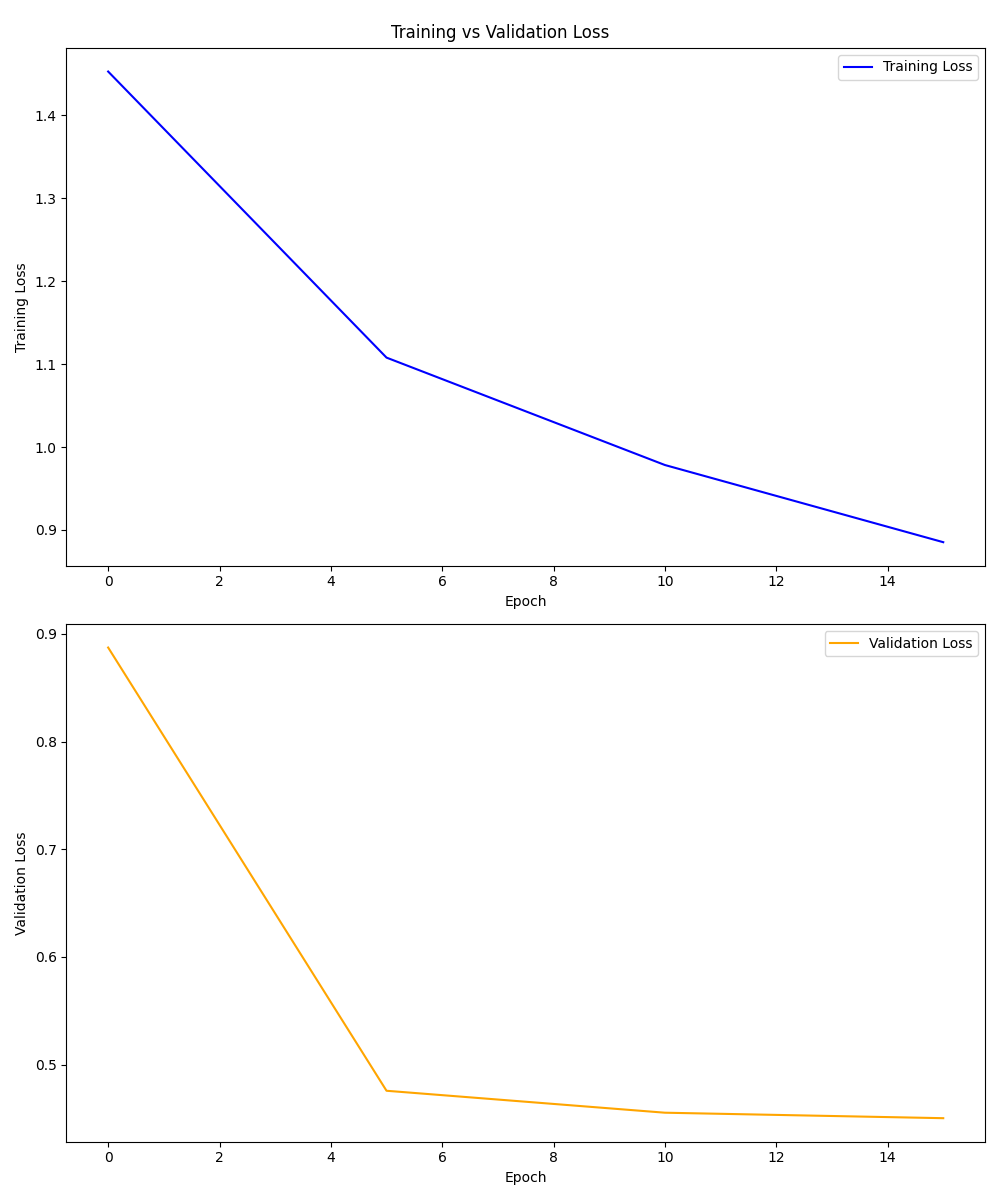 Training vs Validation Loss
Training Loss
1.4
1.3
1.2
1.1
1.0
0.9
Training Loss
0 2 4 6 8 10 12 14
Epoch
Validation Loss
0.9
0.8
0.7
0.6
0.5
Validation Loss
0 2 4 6 8 10 12 14
Epoch